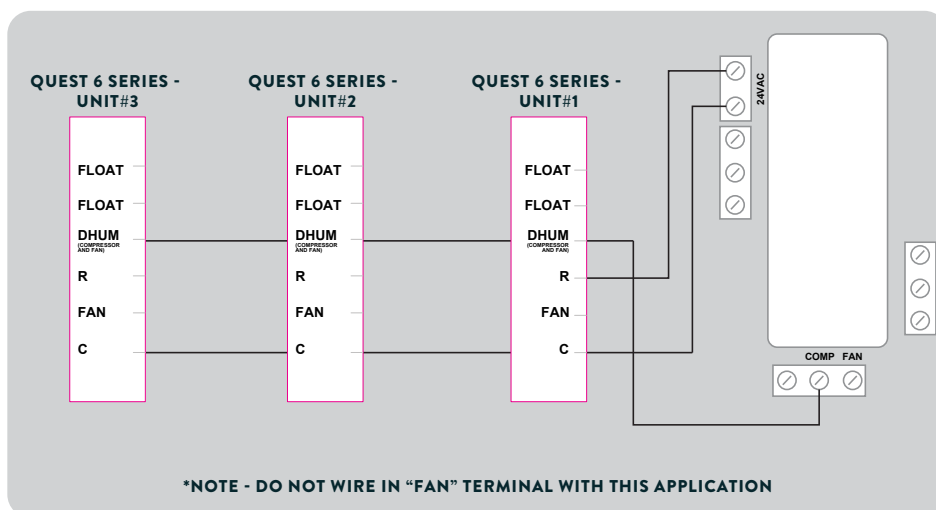 QUEST 6 SERIES -
UNIT#3
QUEST 6 SERIES -
UNIT#2
QUEST 6 SERIES -
UNIT#1
24VAC
FLOAT
FLOAT
DHUM
(COMPRESSOR
AND FAN)
R
FAN
C
FLOAT
FLOAT
DHUM
(COMPRESSOR
AND FAN)
R
FAN
C
FLOAT
FLOAT
DHUM
(COMPRESSOR
AND FAN)
R
FAN
C
COMP FAN
*NOTE - DO NOT WIRE IN “FAN” TERMINAL WITH THIS APPLICATION